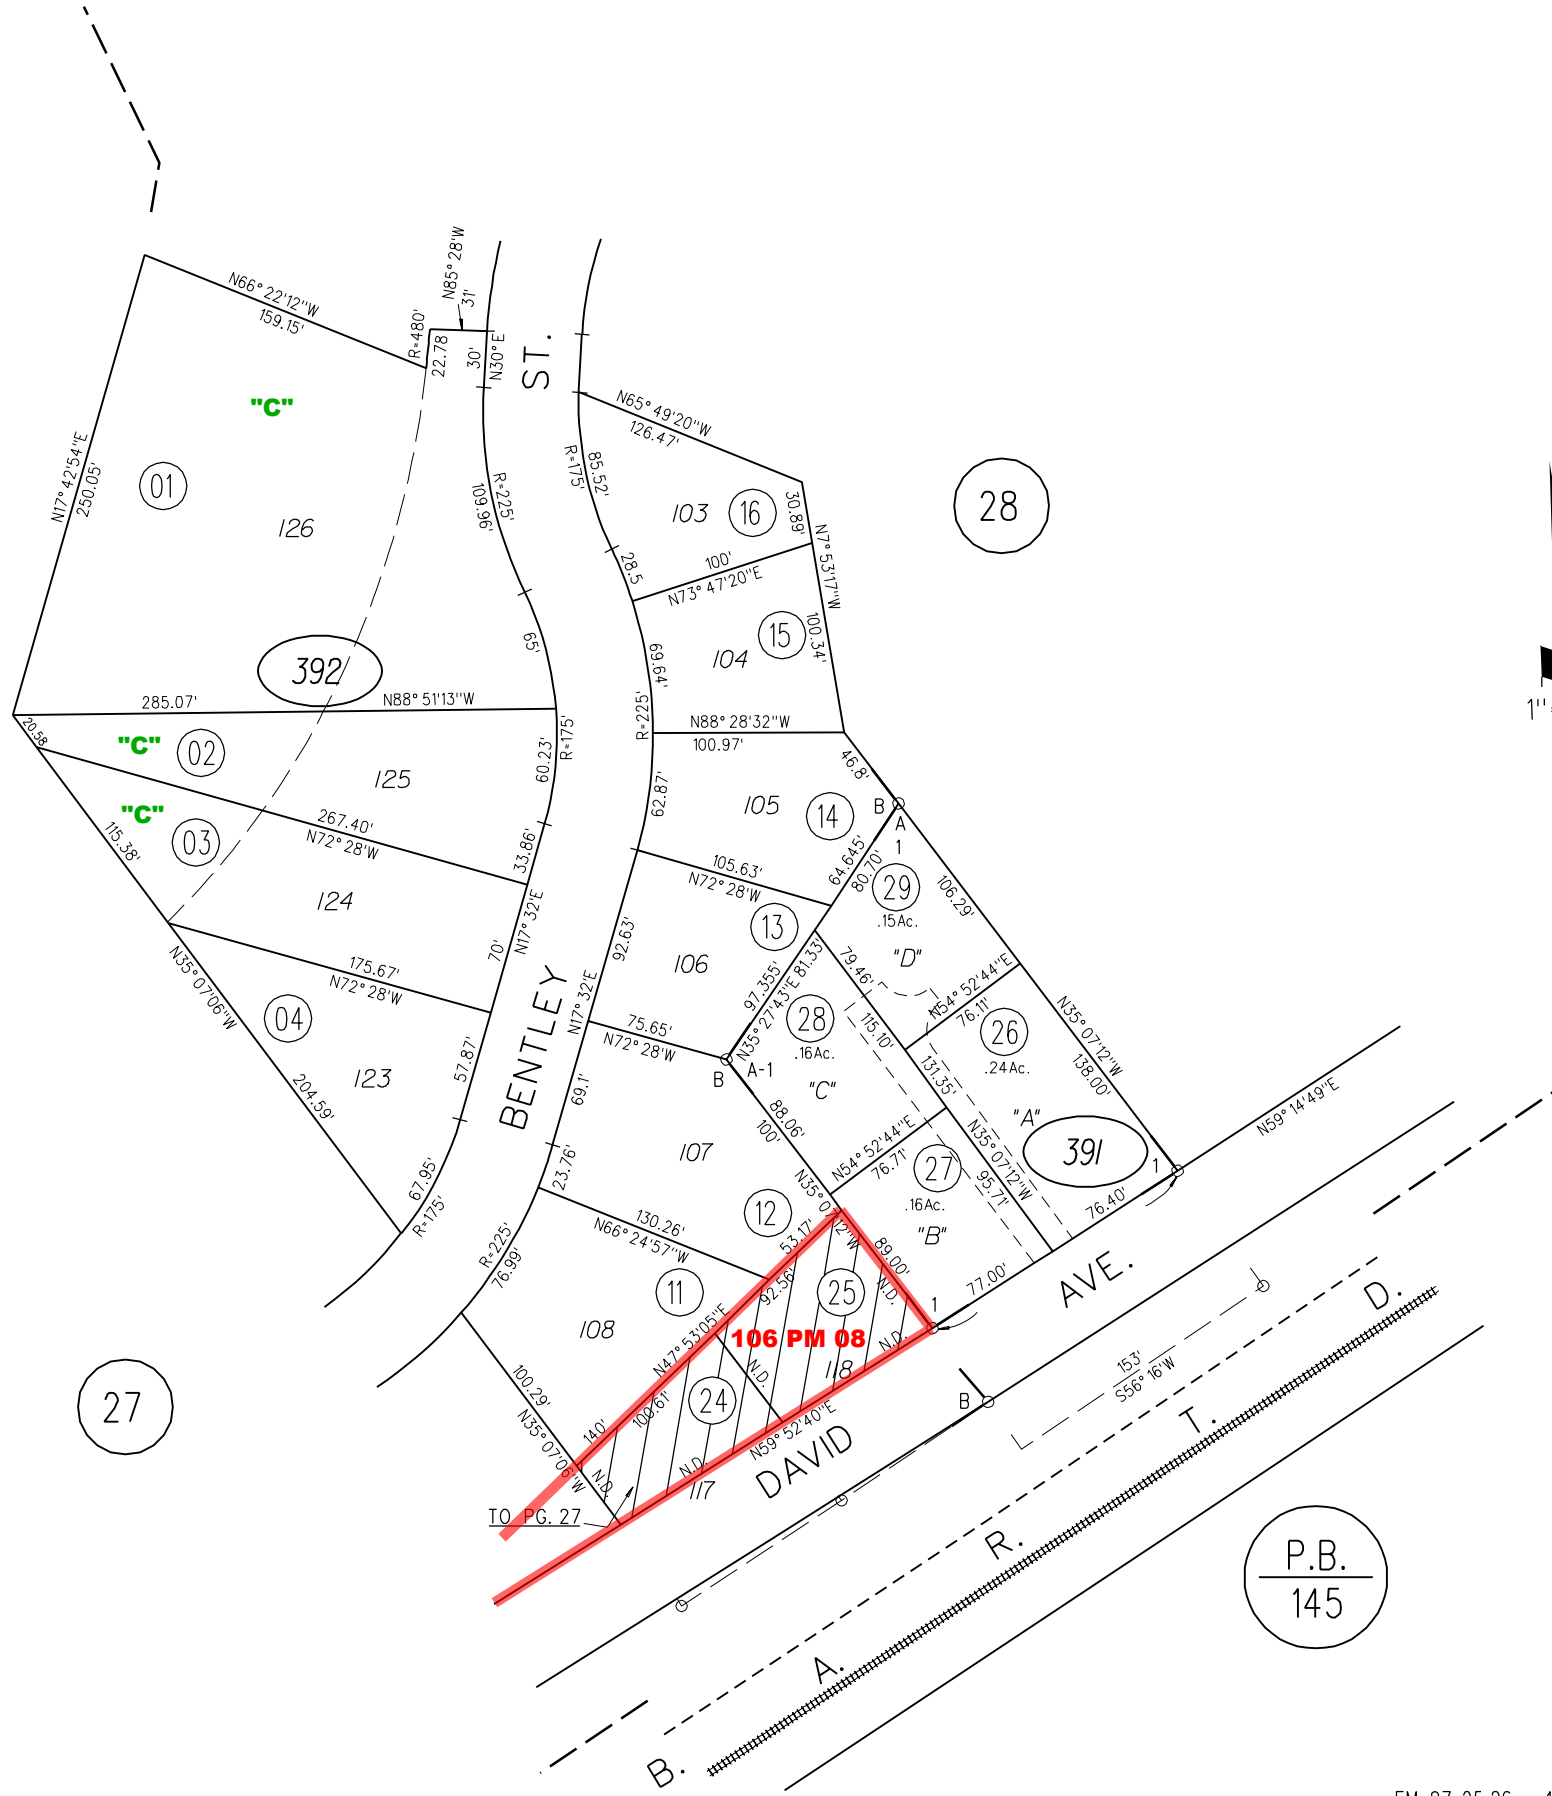 N85°28'W
31'
N66°22'12"W
159.15'
R=480'
22.78
30'
N30°E
ST.
"C"
N17°42'54"E
250.05'
01
126
R=225'
109.96'
N65°49'20"W
126.47'
R=175'
85.52'
103
16
30.89'
28
28.5
100'
N73°47'20"E
N7°53'17"W
100.34'
15
104
65'
69.64'
392
285.07'
N88°51'13"W
R=225'
N88°28'32"W
100.97'
1"
20.58
"C"
02
125
60.23'
R=175'
62.87'
46.8'
105
14
B
A
1
"C"
03
115.38'
267.40'
N72°28'W
33.86'
64.645'
80.70'
105.63'
N72°28'W
29
.15Ac.
"D"
106.29'
124
N17°32'E
70'
92.63'
13
106
79.46'
97.355'
N35°27'43"E 81.33'
175.67'
N72°28'W
N35°07'06"W
04
123
204.59'
57.87'
BENTLEY
N17°32'E
69.1'
75.65'
N72°28'W
B
A-1
28
.16Ac.
"C"
115.10'
N54°52'44"E
76.11'
26
.24Ac.
"A"
N35°07'12"W
138.00'
131.35'
88.06'
100'
N54°52'44"E
76.71'
N35°07'12"W
95.71'
391
1
N59°14'49"E
107
23.76'
67.95'
R=175'
R=225'
76.99'
130.26'
N66°24'57"W
12
53.17'
N35°07'12"W
27
.16Ac.
"B"
76.40'
89.00'
N.D.
77.00'
1
AVE.
11
108
92.56'
25
N47°53'05"E
106 PM 08
118
N.D.
N.D.
27
100.29'
N35°07'06"W
140'
100.61'
24
N59°52'40"E
N.D.
N.D.
117
TO PG. 27
DAVID
B
153'
S56°16'W
B. A. R. T. D.
P.B.
145